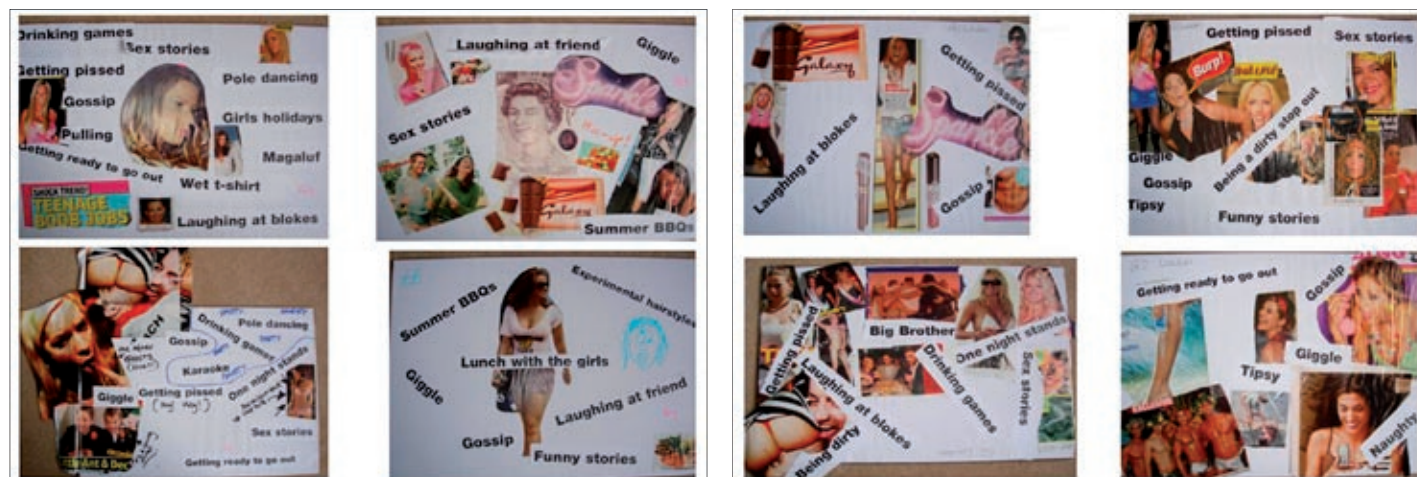 Drinking games
Sex stories
Getting pissed
Gossip
Pulling
Getting ready to go out
Pole dancing
Girls holidays
Magaluf
Wet t-shirt
SHOCK TREND!
TEENAGE
BOOB JOBS
Laughing at blokes
Laughing at friend
Giggle
Sex stories
Galaxy
Summer BBQs
Pole dancing
Drinking games
Gossip
Karaoke
One night stands
Getting pissed
Giggle
Sex stories
Ant & Dec
Getting ready to go out
Summer BBQs
Experimental hairstyles
Lunch with the girls
Giggle
Laughing at friend
Gossip
Funny stories
Galaxy
Getting pissed
Laughing at blokes
Gossip
Getting pissed
Sex stories
Burp!
Being a dirty stop out
Giggle
Gossip
Tipsy
Funny stories
Getting pissed
Big Brother
One night stands
Laughing at blokes
Drinking games
Sex stories
Being dirty
Getting ready to go out
Gossip
Giggle
Tipsy
Naughty